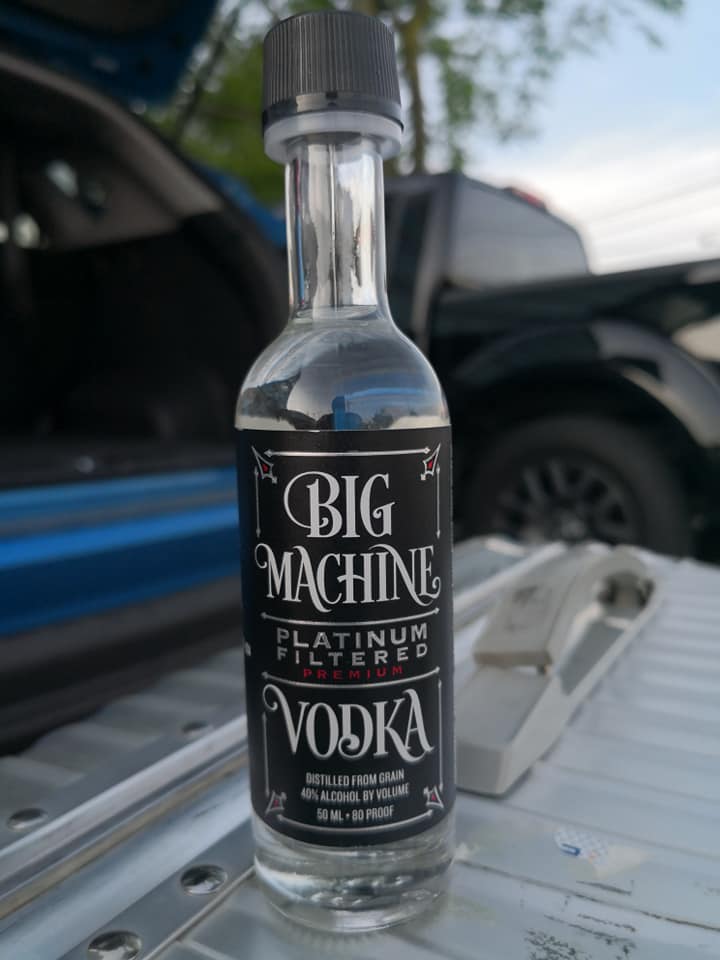 BIG
MACHINE
PLATINUM
FILTERED
PREMIUM
VODKA
DISTILLED FROM GRAIN
40% ALCOHOL BY VOLUME
50 ML • 80 PROOF